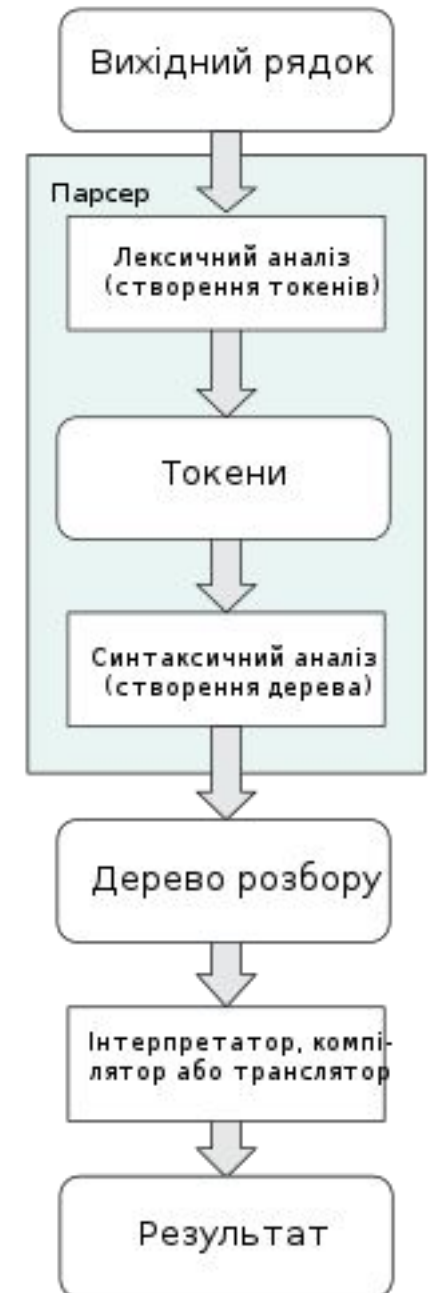 Вихідний рядок
Парсер
Лексичний аналіз
(створення токенів)
Токени
Синтаксичний аналіз
(створення дерева)
Дерево розбору
Інтерпретатор, компі-
лятор або транслятор
Результат